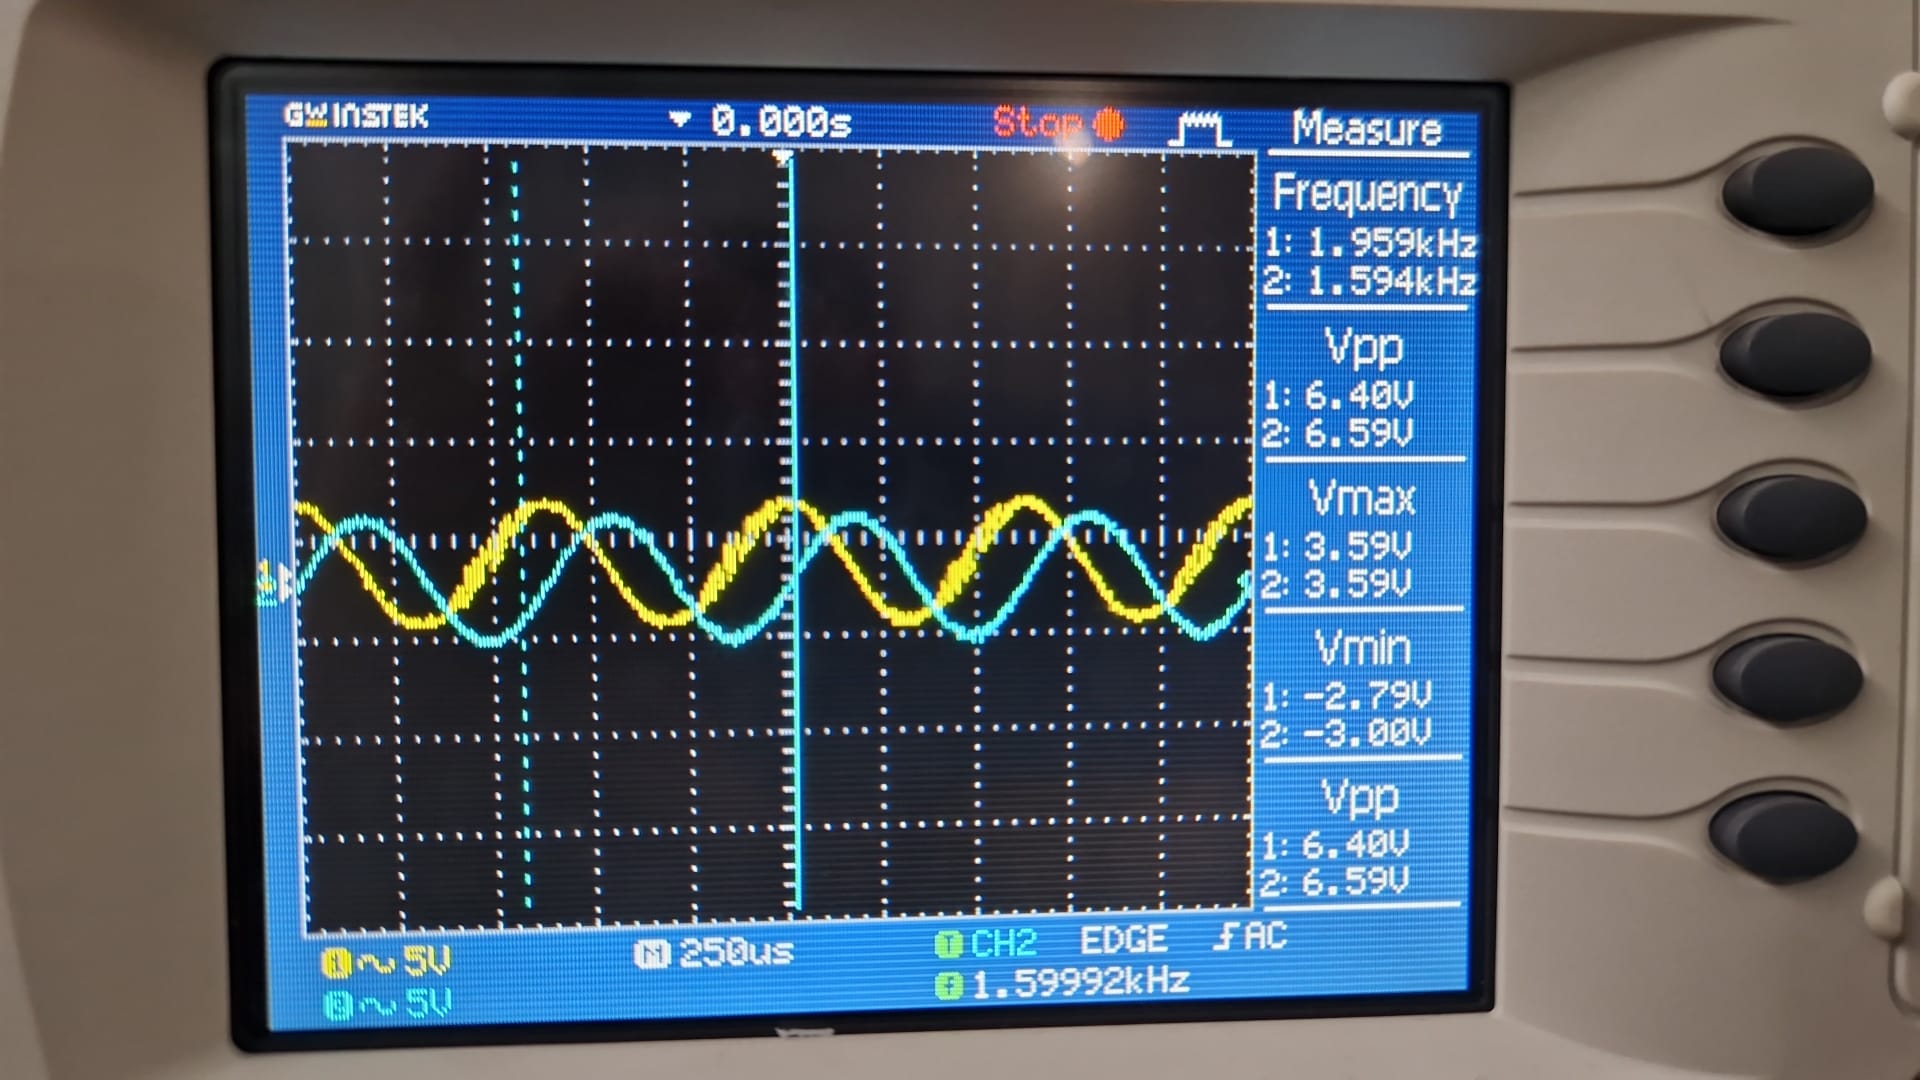 GW INSTEK 0.000s Stop Measure
Frequency
1: 1.959kHz
2: 1.594kHz
Vpp
1: 6.40V
2: 6.59V
Vmax
1: 3.59V
2: 3.59V
Vmin
1: -2.79V
2: -3.00V
Vpp
1: 6.40V
2: 6.59V
1
1 5V M 250us T CH2 EDGE AC
2 5V f 1.59992kHz